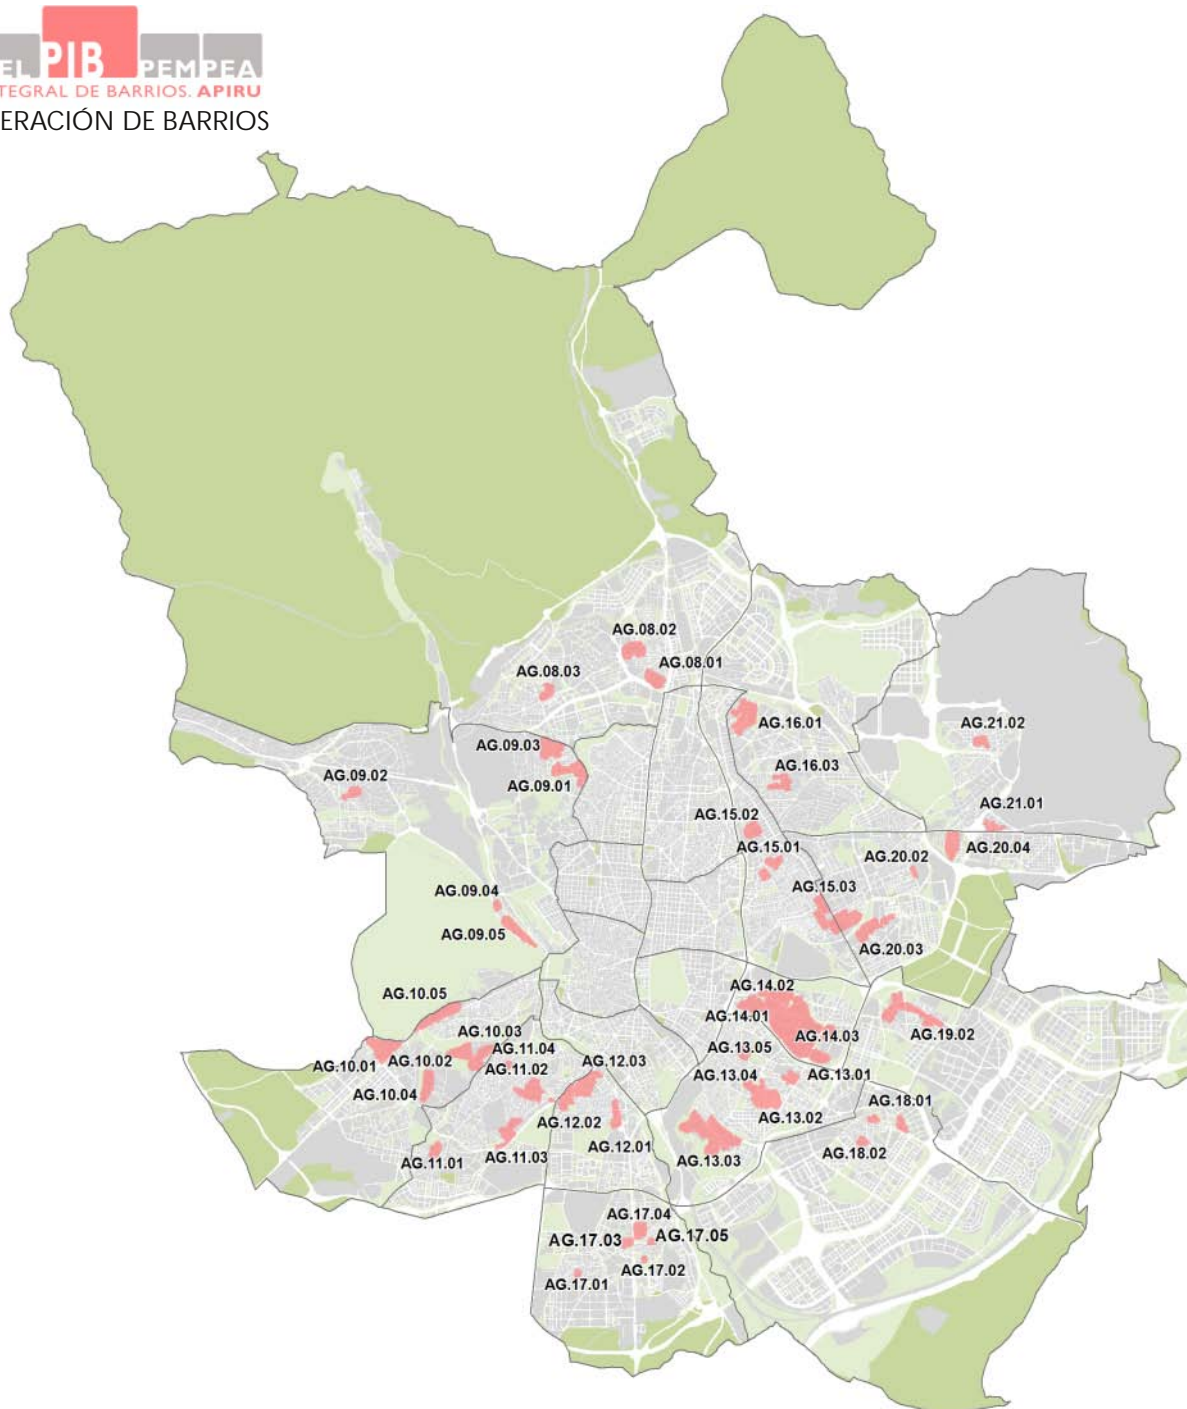 EL PIB PEMPEA
TEGRAL DE BARRIOS. APIRU
ERACIÓN DE BARRIOS
AG.08.02
AG.08.01
AG.08.03
AG.16.01
AG.21.02
AG.09.03
AG.16.03
AG.09.02
AG.09.01
AG.21.01
AG.15.02
AG.15.01
AG.20.04
AG.20.02
AG.15.03
AG.09.04
AG.09.05
AG.20.03
AG.14.02
AG.10.05
AG.14.01
AG.10.03
AG.14.03
AG.19.02
AG.11.04
AG.13.05
AG.10.02
AG.12.03
AG.10.01
AG.11.02
AG.13.04
AG.13.01
AG.10.04
AG.18.01
AG.12.02
AG.13.02
AG.12.01
AG.18.02
AG.11.03
AG.11.01
AG.13.03
AG.17.04
AG.17.05
AG.17.03
AG.17.02
AG.17.01